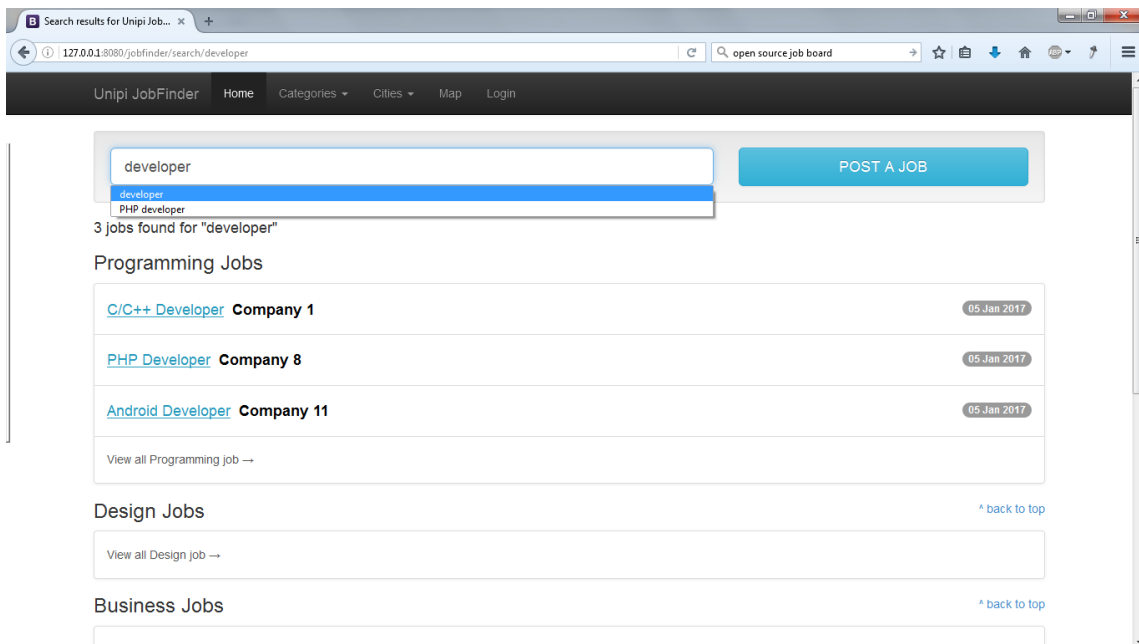 Search results for Unipi Job... × +
127.0.0.1:8080/jobfinder/search/developer
open source job board
Unipi JobFinder Home Categories Cities Map Login
developer
POST A JOB
developer
PHP developer
3 jobs found for "developer"
Programming Jobs
C/C++ Developer Company 1 05 Jan 2017
PHP Developer Company 8 05 Jan 2017
Android Developer Company 11 05 Jan 2017
View all Programming job →
Design Jobs ^ back to top
View all Design job →
Business Jobs ^ back to top